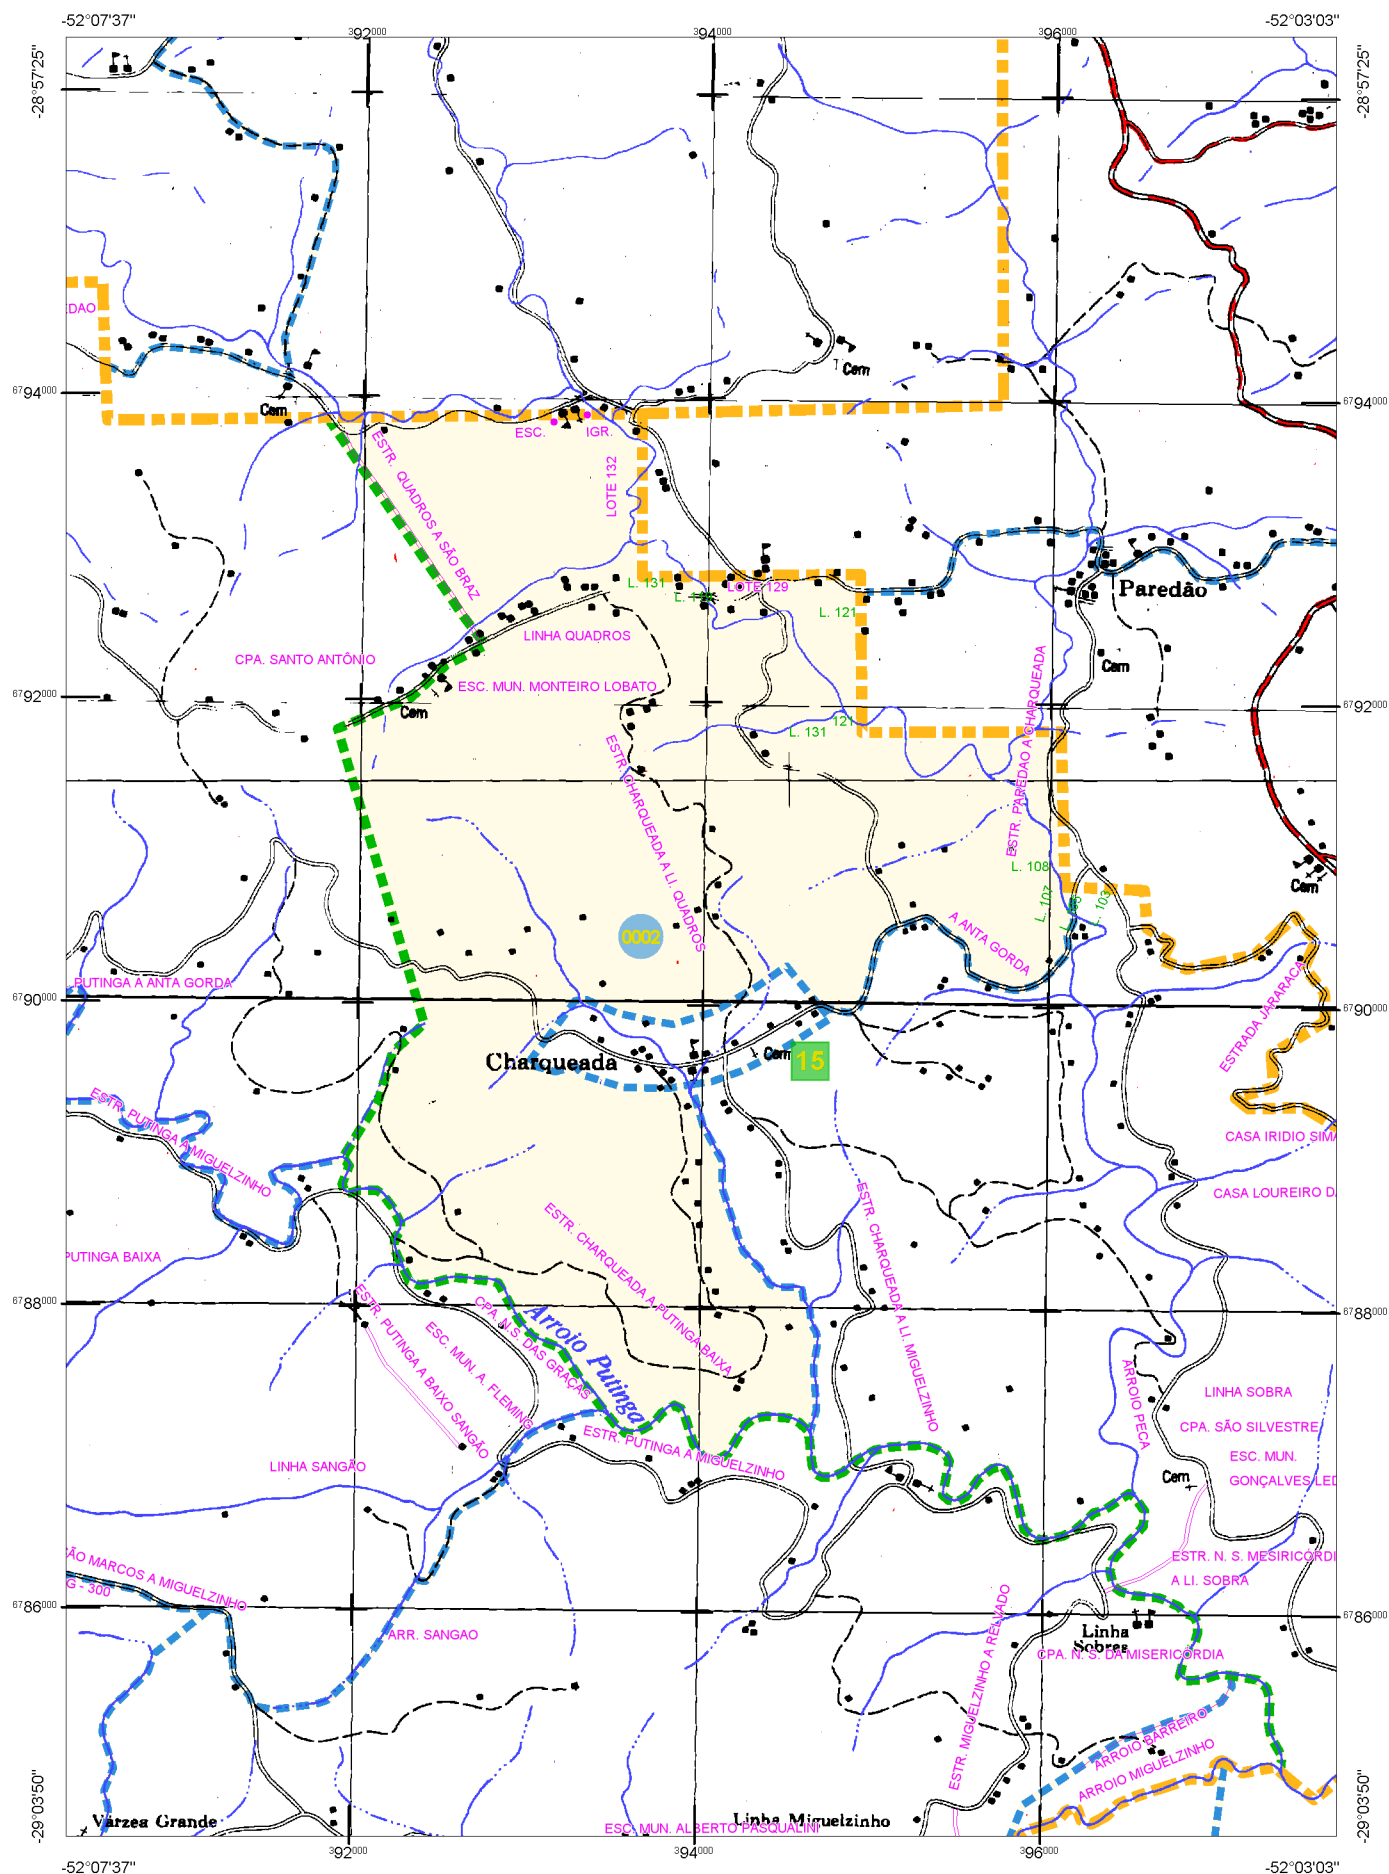 -52°07'37"
-52°03'03"
392000
394000
396000
-28°57'25"
-28°57'25"
EDAO
Cem
6794000
6794000
Cem
ESC.
IGR.
ESTR. QUADROS A SÃO BRAZ
LOTE 132
L. 131
LOTE 129
L. 121
Paredão
LINHA QUADROS
CPA. SANTO ANTÔNIO
ESC. MUN. MONTEIRO LOBATO
Cem
Cem
6792000
6792000
L. 131
121
ESTR. PAREDAO A CHARQUEADA
ESTR. CHARQUEADA A LI. QUADROS
L. 108
L. 107
L. 103
Cem
A ANTA GORDA
0002
PUTINGA A ANTA GORDA
6790000
6790000
ESTRADA JARARACA
Charqueada
Cem
15
ESTR. PUTINGA A MIGUELZINHO
CASA IRIDIO SIMA
CASA LOUREIRO D
PUTINGA BAIXA
ESTR. CHARQUEADA A PUTINGA BAIXA
ESTR. CHARQUEADA A LI. MIGUELZINHO
6788000
6788000
Arroio Putinga
CPA. N.S. DAS GRAÇAS
ESC. MUN. A. FLEMING
ESTR. PUTINGA A BAIXO SANGÃO
ARROIO PECA
LINHA SOBRA
CPA. SÃO SILVESTRE
ESC. MUN.
GONÇALVES LED
ESTR. PUTINGA A MIGUELZINHO
LINHA SANGÃO
Cem
ESTR. N. S. MESIRICÓRDI
A LI. SOBRA
ÃO MARCOS A MIGUELZINHO
G - 300
6786000
6786000
ARR. SANGAO
Linha
Sobras
CPA. N. S. DA MISERICÓRDIA
ESTR. MIGUELZINHO A RELVADO
ARROIO BARREIRO
ARROIO MIGUELZINHO
-29°03'50"
-29°03'50"
Varzea Grande
Linha Miguelzinho
ESC. MUN. ALBERTO PASQUALINI
392000
394000
396000
-52°07'37"
-52°03'03"